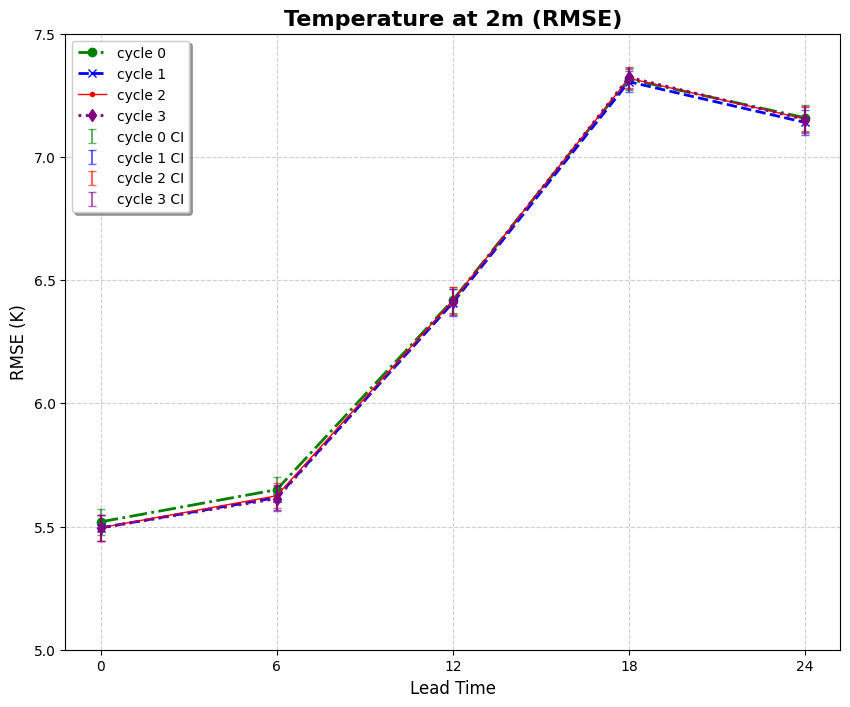 Temperature at 2m (RMSE)
7.5
7.0
6.5
6.0
5.5
5.0
RMSE (K)
cycle 0
cycle 1
cycle 2
cycle 3
cycle 0 CI
cycle 1 CI
cycle 2 CI
cycle 3 CI
0 6 12 18 24
Lead Time